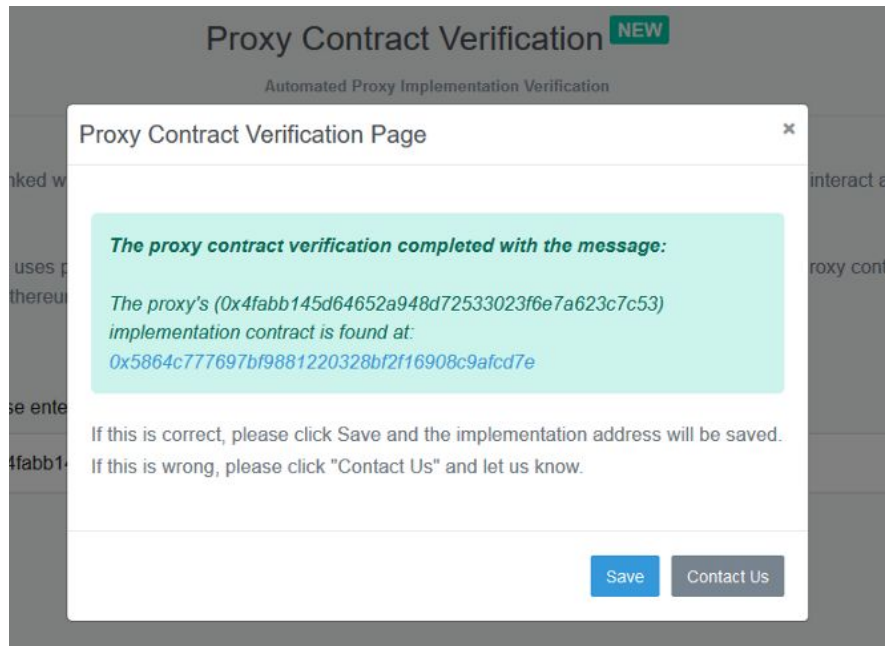 Proxy Contract Verification NEW
Automated Proxy Implementation Verification
Proxy Contract Verification Page ×
interact
uses
The proxy contract verification completed with the message:
The proxy's (0x4fabb145d64652a948d72533023f6e7a623c7c53)
implementation contract is found at:
0x5864c777697bf9881220328bf2f16908c9afcd7e
If this is correct, please click Save and the implementation address will be saved.
4fabb14
If this is wrong, please click "Contact Us" and let us know.
Save Contact Us